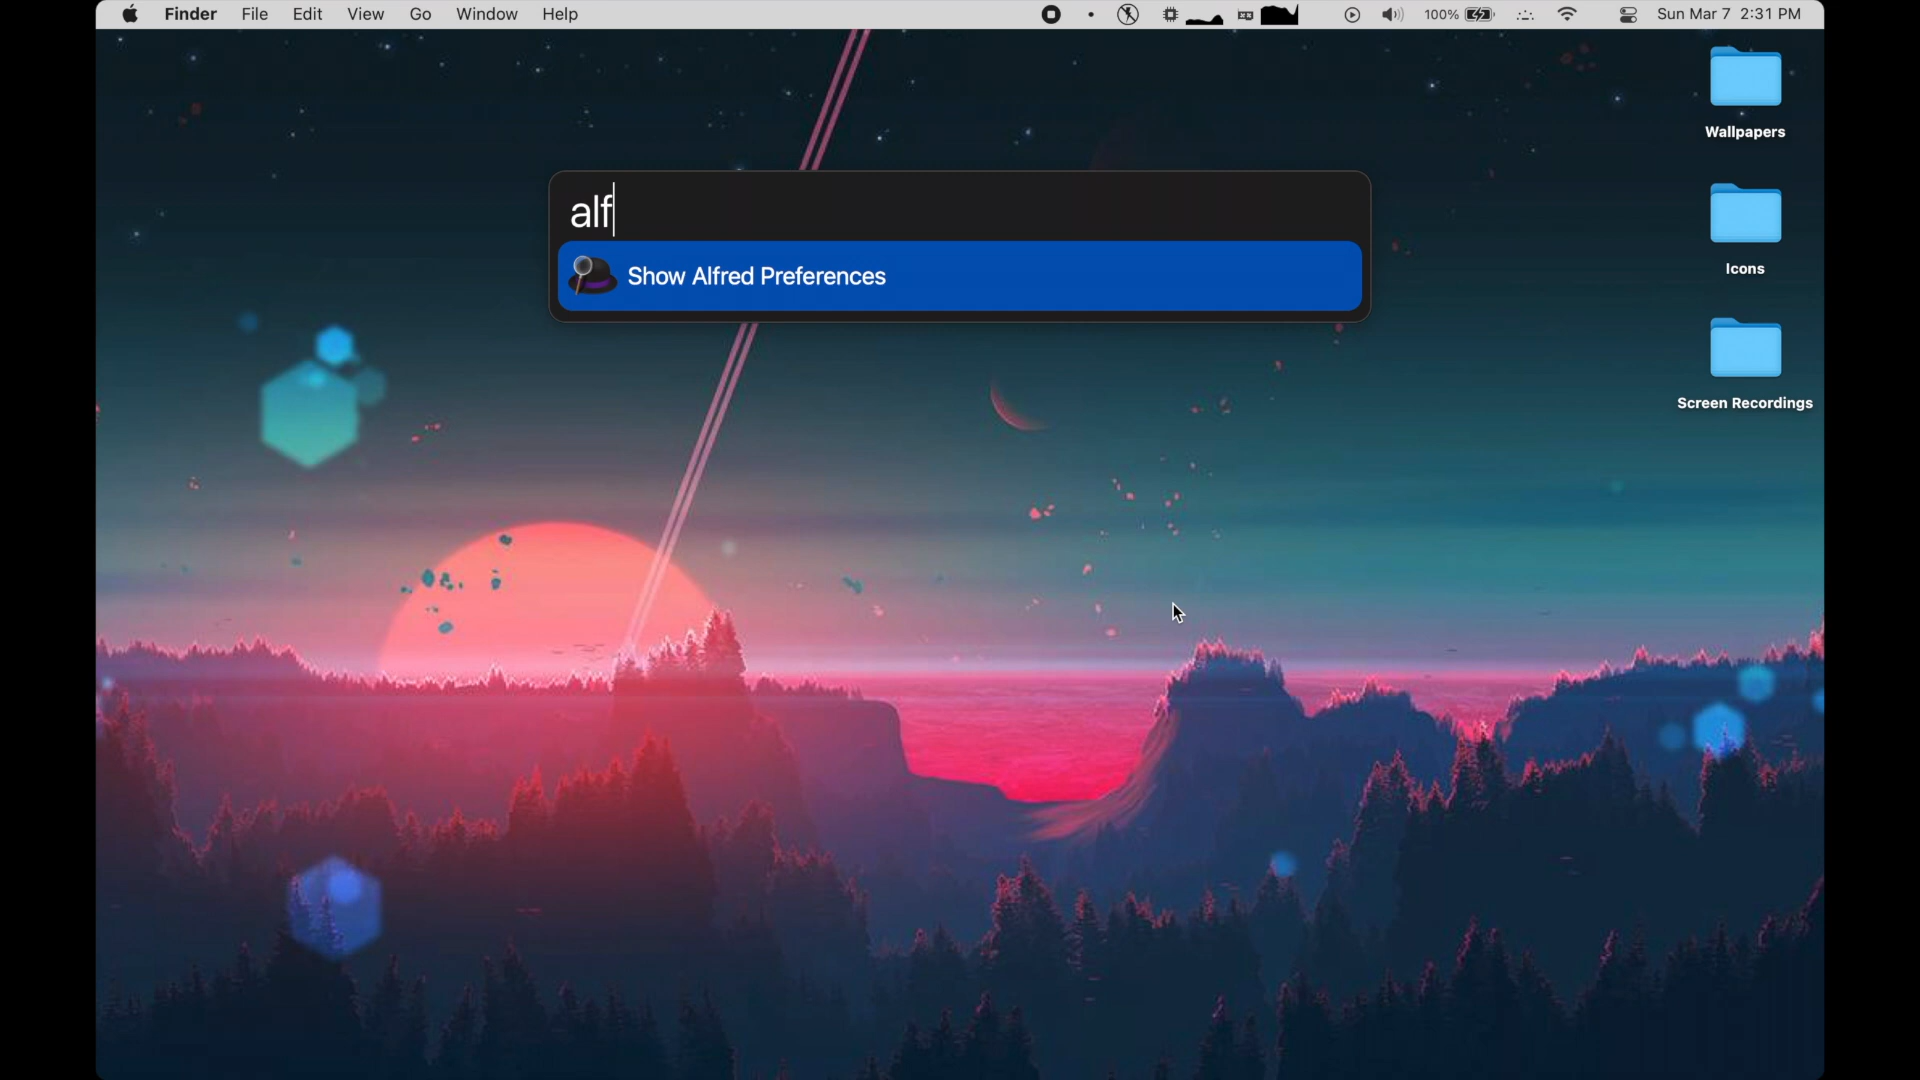 Finder File Edit View Go Window Help 100% Sun Mar 7 2:31 PM
Wallpapers
alf
Show Alfred Preferences
Icons
Screen Recordings